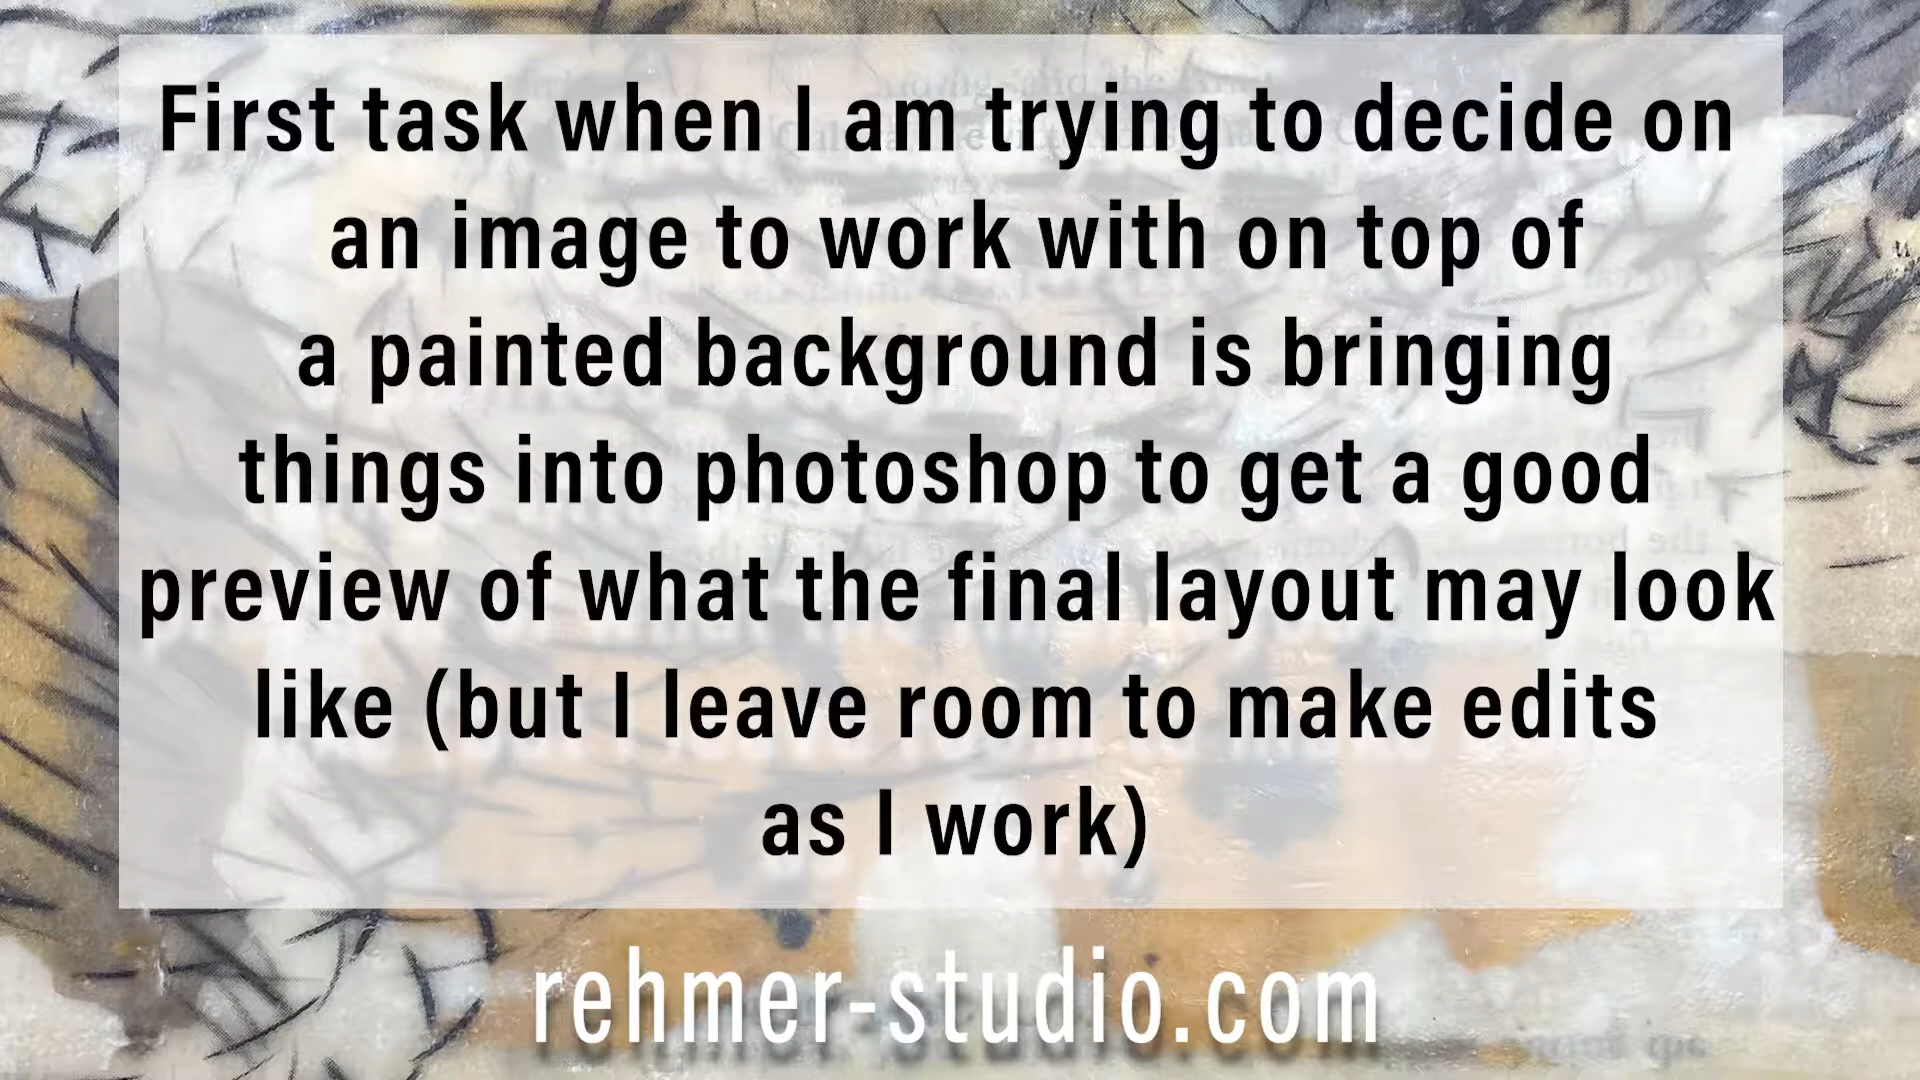 First task when I am trying to decide on
an image to work with on top of
a painted background is bringing
things into photoshop to get a good
preview of what the final layout may look
like (but I leave room to make edits
as I work)
rehmer-studio.com